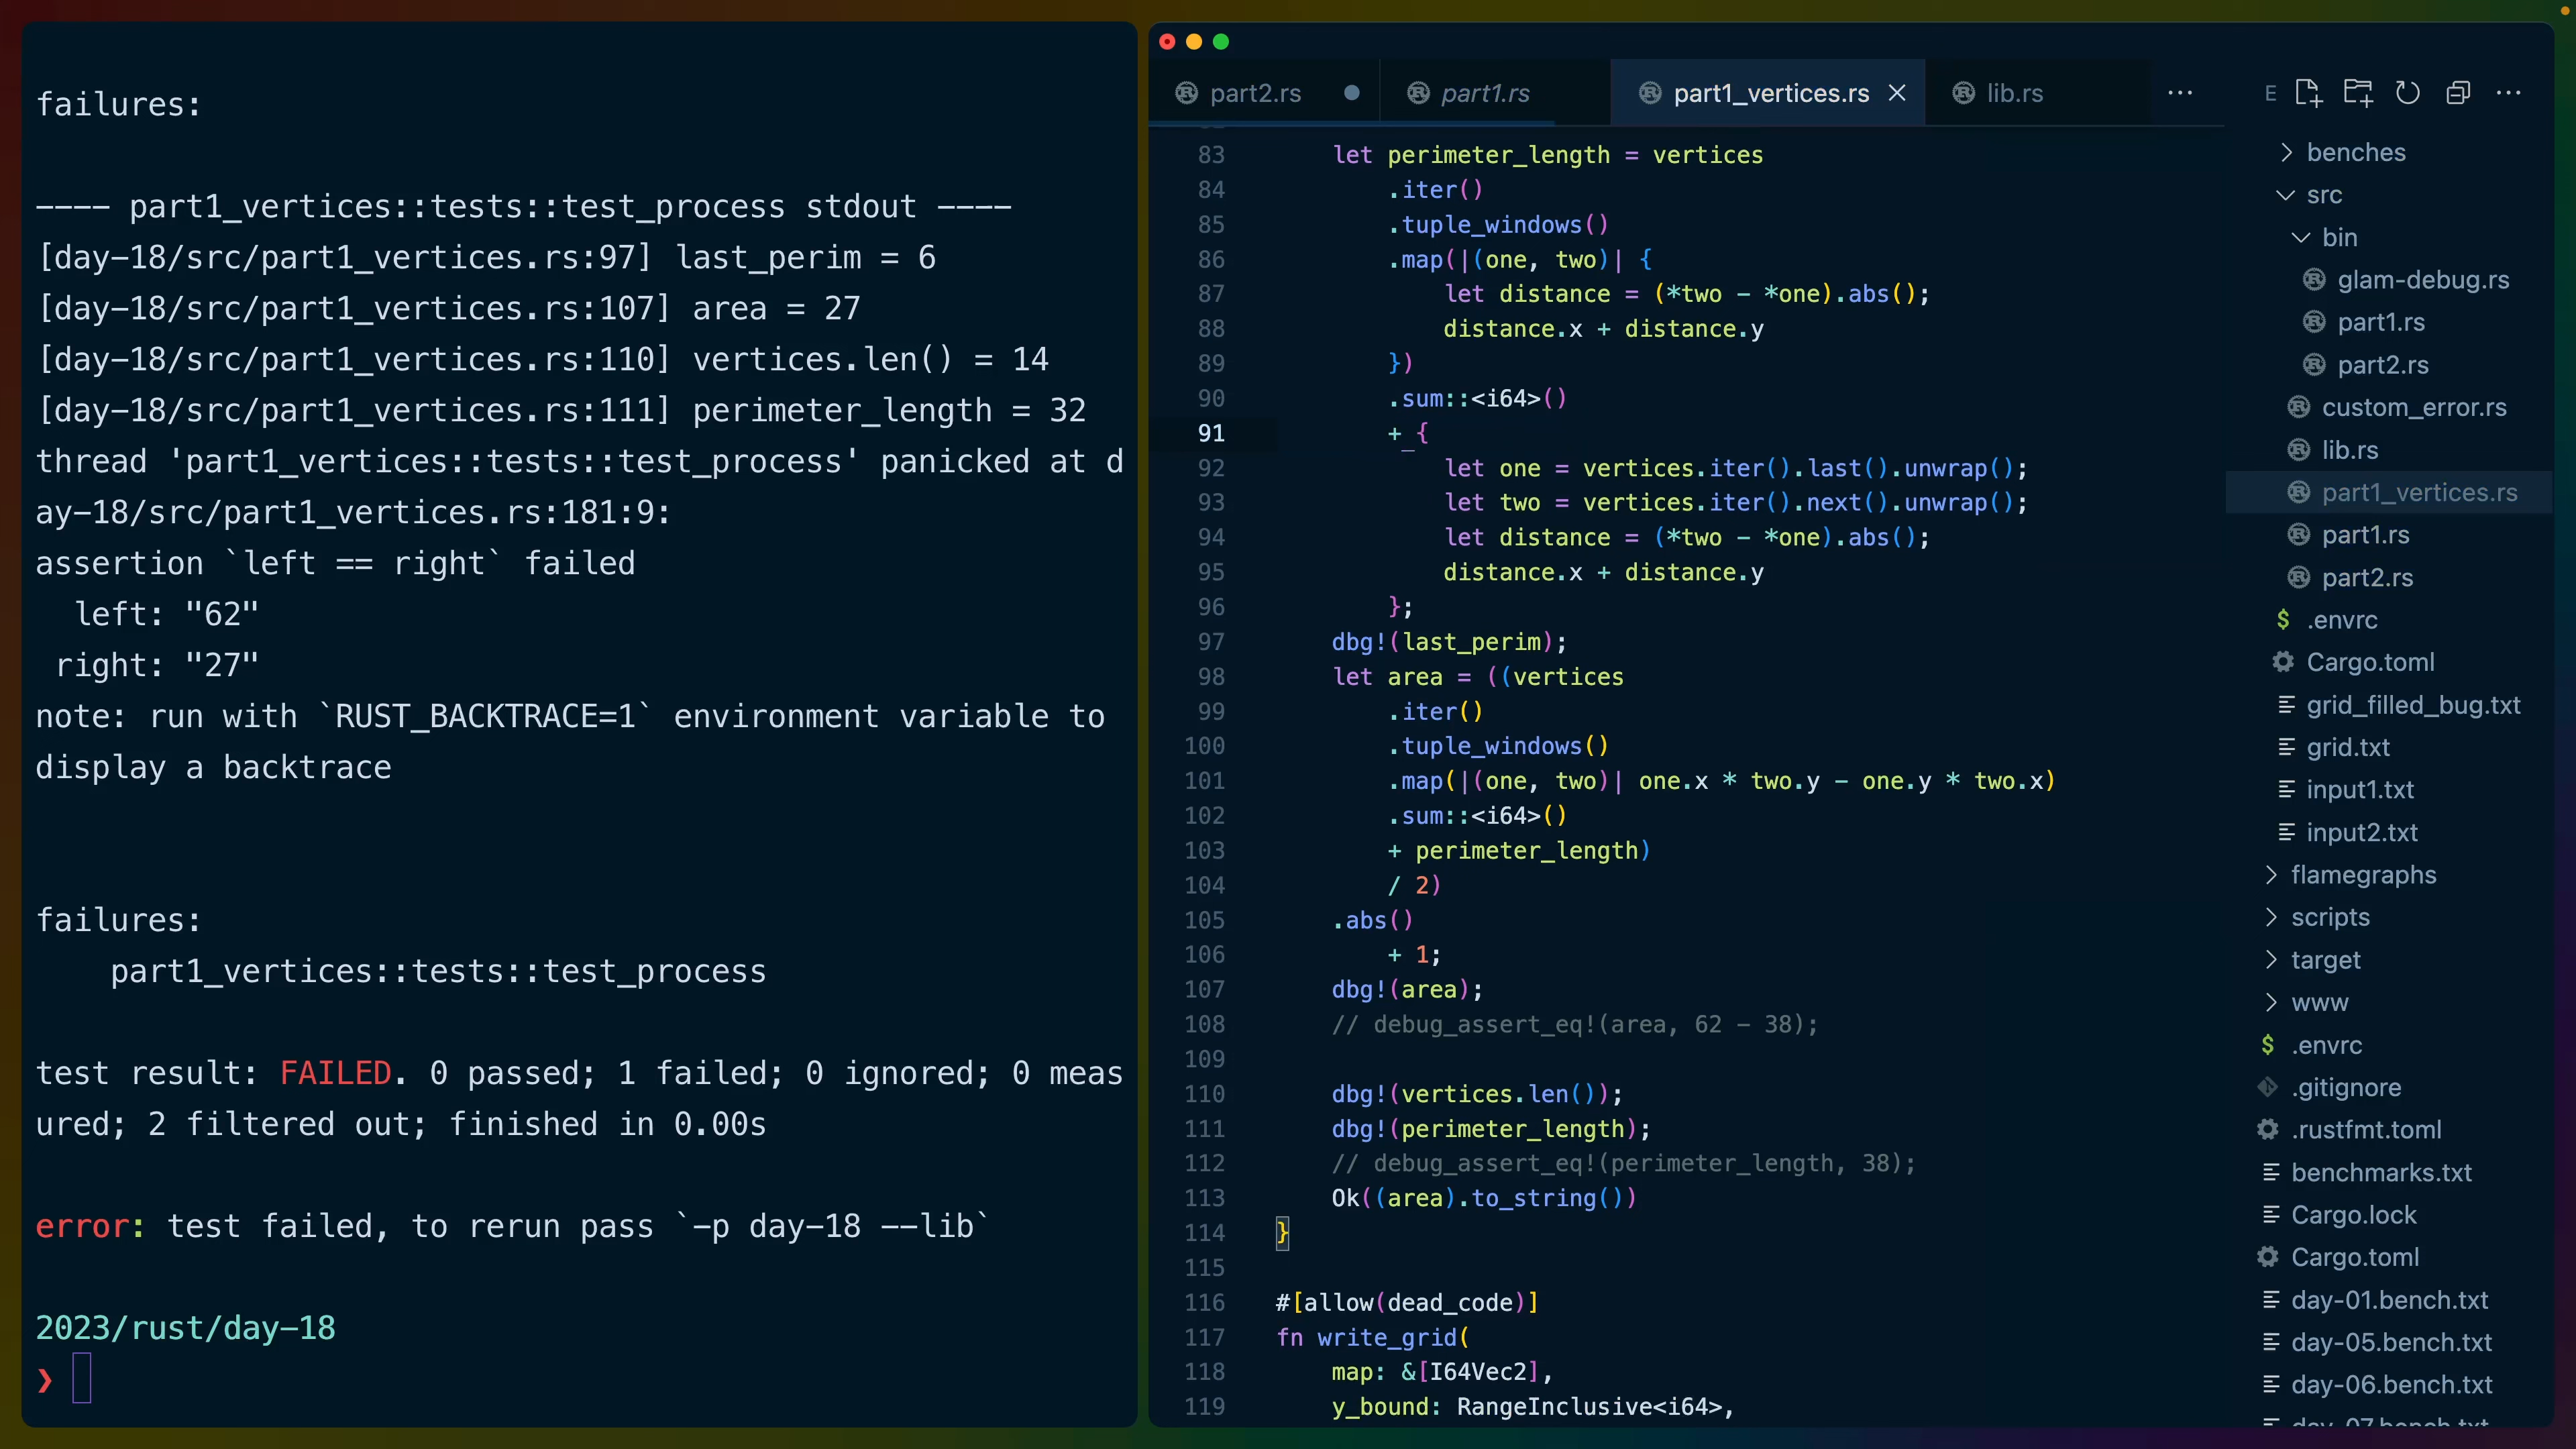 failures:
---- part1_vertices::tests::test_process stdout ----
[day-18/src/part1_vertices.rs:97] last_perim = 6
[day-18/src/part1_vertices.rs:107] area = 27
[day-18/src/part1_vertices.rs:110] vertices.len() = 14
[day-18/src/part1_vertices.rs:111] perimeter_length = 32
thread 'part1_vertices::tests::test_process' panicked at d
ay-18/src/part1_vertices.rs:181:9:
assertion `left == right` failed
  left: "62"
 right: "27"
note: run with `RUST_BACKTRACE=1` environment variable to
display a backtrace
failures:
    part1_vertices::tests::test_process
test result: FAILED. 0 passed; 1 failed; 0 ignored; 0 meas
ured; 2 filtered out; finished in 0.00s
error: test failed, to rerun pass `-p day-18 --lib`
2023/rust/day-18
❯
part2.rs part1.rs part1_vertices.rs lib.rs
83 let perimeter_length = vertices
84 .iter()
85 .tuple_windows()
86 .map(|(one, two)| {
87 let distance = (*two - *one).abs();
88 distance.x + distance.y
89 })
90 .sum::<i64>()
91 + {
92 let one = vertices.iter().last().unwrap();
93 let two = vertices.iter().next().unwrap();
94 let distance = (*two - *one).abs();
95 distance.x + distance.y
96 };
97 dbg!(last_perim);
98 let area = ((vertices
99 .iter()
100 .tuple_windows()
101 .map(|(one, two)| one.x * two.y - one.y * two.x)
102 .sum::<i64>()
103 + perimeter_length)
104 / 2)
105 .abs()
106 + 1;
107 dbg!(area);
108 // debug_assert_eq!(area, 62 - 38);
109
110 dbg!(vertices.len());
111 dbg!(perimeter_length);
112 // debug_assert_eq!(perimeter_length, 38);
113 Ok((area).to_string())
114 }
115
116 #[allow(dead_code)]
117 fn write_grid(
118 map: &[I64Vec2],
119 y_bound: RangeInclusive<i64>,
E
benches
src
bin
glam-debug.rs
part1.rs
part2.rs
custom_error.rs
lib.rs
part1_vertices.rs
part1.rs
part2.rs
$ .envrc
Cargo.toml
grid_filled_bug.txt
grid.txt
input1.txt
input2.txt
flamegraphs
scripts
target
www
$ .envrc
.gitignore
.rustfmt.toml
benchmarks.txt
Cargo.lock
Cargo.toml
day-01.bench.txt
day-05.bench.txt
day-06.bench.txt